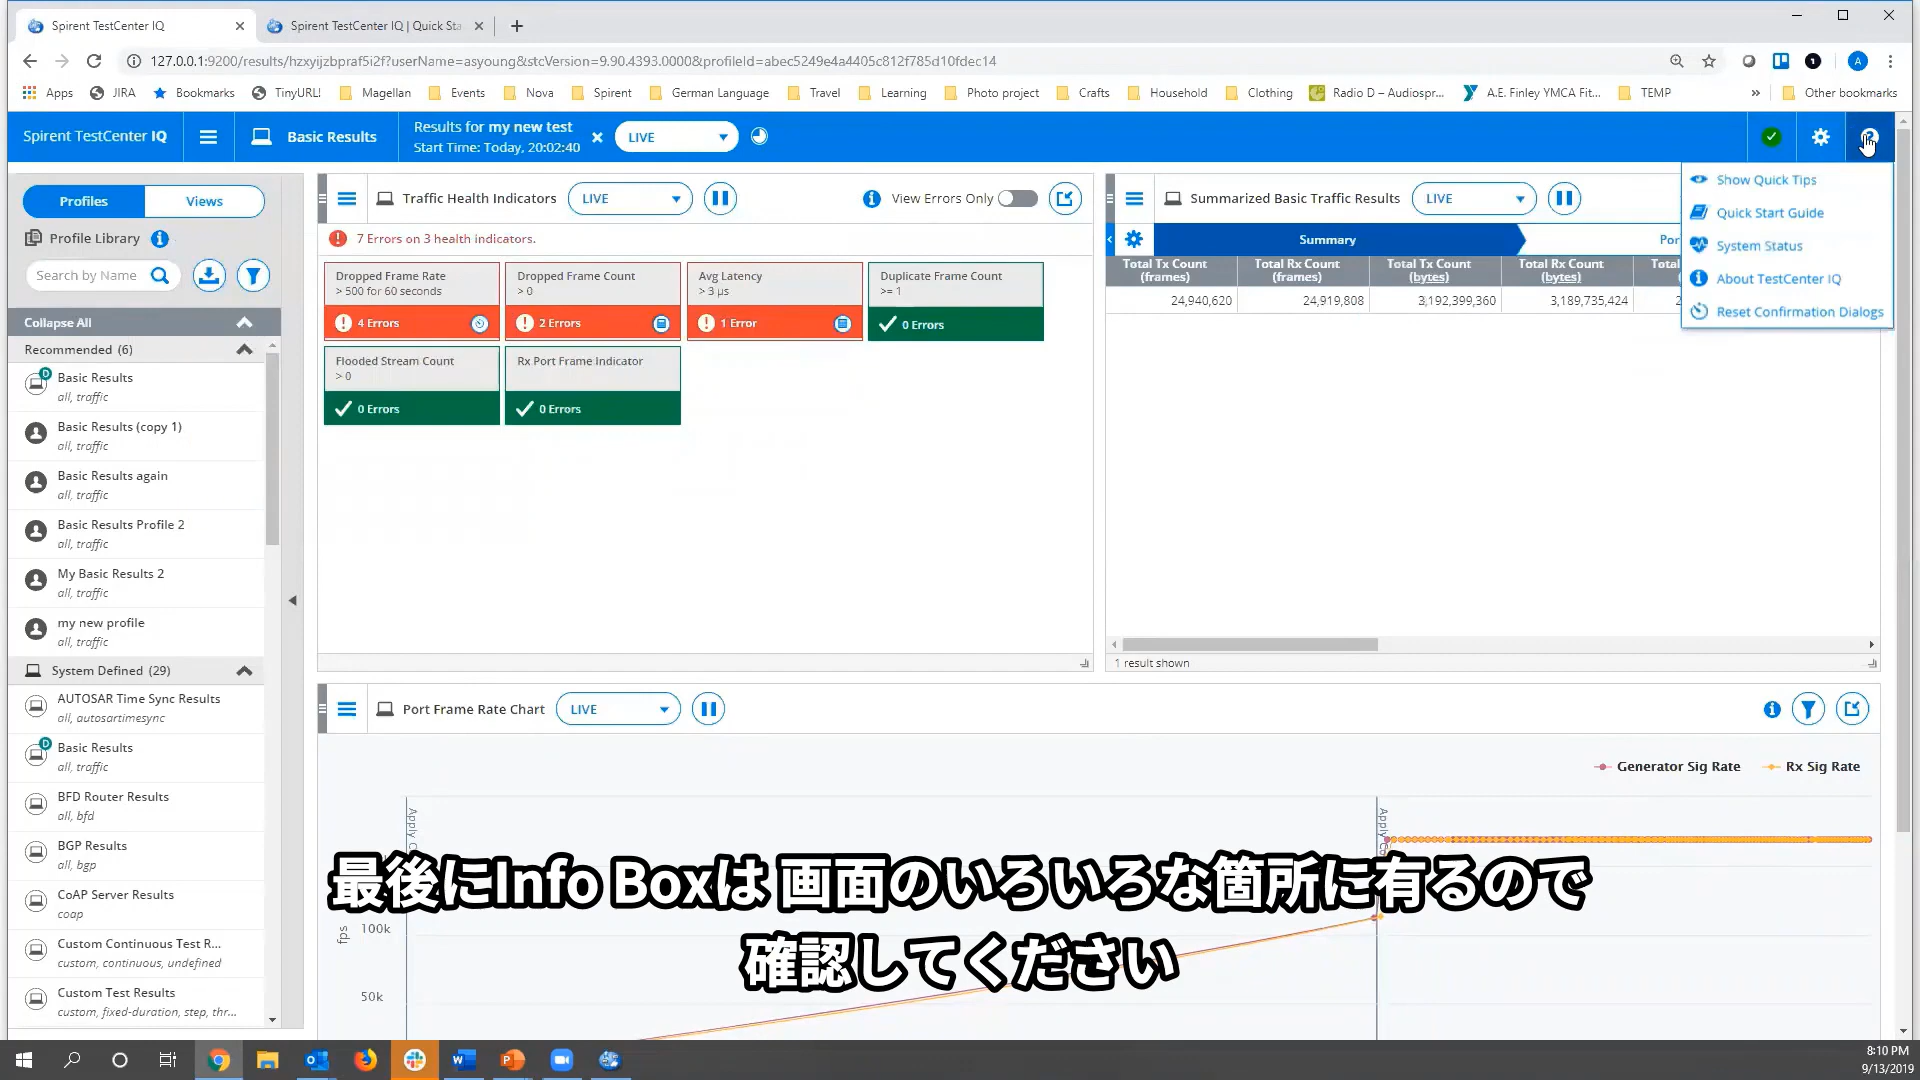 Spirent TestCenter IQ
Spirent TestCenter IQ | Quick Sta
127.0.0.1:9200/results/hzxyijzbpraf5i2f?userName=asyoung&stcVersion=9.90.4393.0000&profileId=abec5249e4a4405c812f785d10fdec14
A
Apps JIRA Bookmarks TinyURL! Magellan Events Nova Spirent German Language Travel Learning Photo project Crafts Household Clothing Radio D – Audiospr... A.E. Finley YMCA Fit... TEMP » Other bookmarks
Spirent TestCenter IQ
Basic Results
Results for my new test
Start Time: Today, 20:02:40
LIVE
Show Quick Tips
Quick Start Guide
System Status
About TestCenter IQ
Reset Confirmation Dialogs
Profiles Views
Profile Library
Search by Name
Collapse All
Recommended (6)
Basic Results
all, traffic
Basic Results (copy 1)
all, traffic
Basic Results again
all, traffic
Basic Results Profile 2
all, traffic
My Basic Results 2
all, traffic
my new profile
all, traffic
System Defined (29)
AUTOSAR Time Sync Results
all, autosartimesync
Basic Results
all, traffic
BFD Router Results
all, bfd
BGP Results
all, bgp
CoAP Server Results
coap
Custom Continuous Test R...
custom, continuous, undefined
Custom Test Results
custom, fixed-duration, step, thr...
Traffic Health Indicators LIVE View Errors Only
7 Errors on 3 health indicators.
Dropped Frame Rate
> 500 for 60 seconds
4 Errors
Dropped Frame Count
> 0
2 Errors
Avg Latency
> 3 µs
1 Error
Duplicate Frame Count
>= 1
0 Errors
Flooded Stream Count
> 0
0 Errors
Rx Port Frame Indicator
0 Errors
Summarized Basic Traffic Results LIVE
Summary
Por
Total Tx Count (frames) Total Rx Count (frames) Total Tx Count (bytes) Total Rx Count (bytes) Total
24,940,620 24,919,808 3,192,399,360 3,189,735,424 2
1 result shown
Port Frame Rate Chart LIVE
Generator Sig Rate Rx Sig Rate
Apply C
Apply Co
fps
100k
50k
最後にInfo Boxは 画面のいろいろな箇所に有るので
確認してください
8:10 PM
9/13/2019